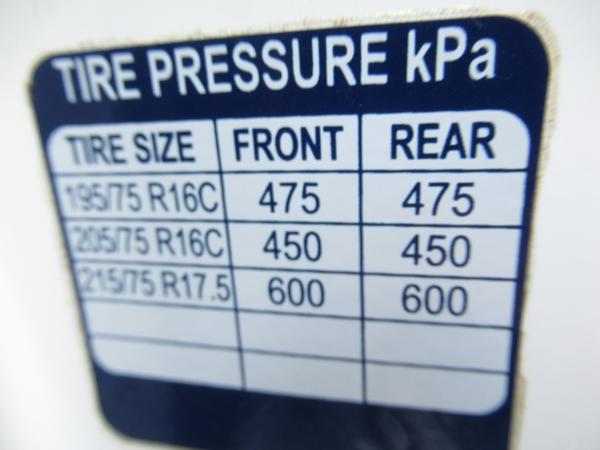 TIRE PRESSURE kPa
TIRE SIZE FRONT REAR
195/75 R16C 475 475
205/75 R16C 450 450
215/75 R17.5 600 600